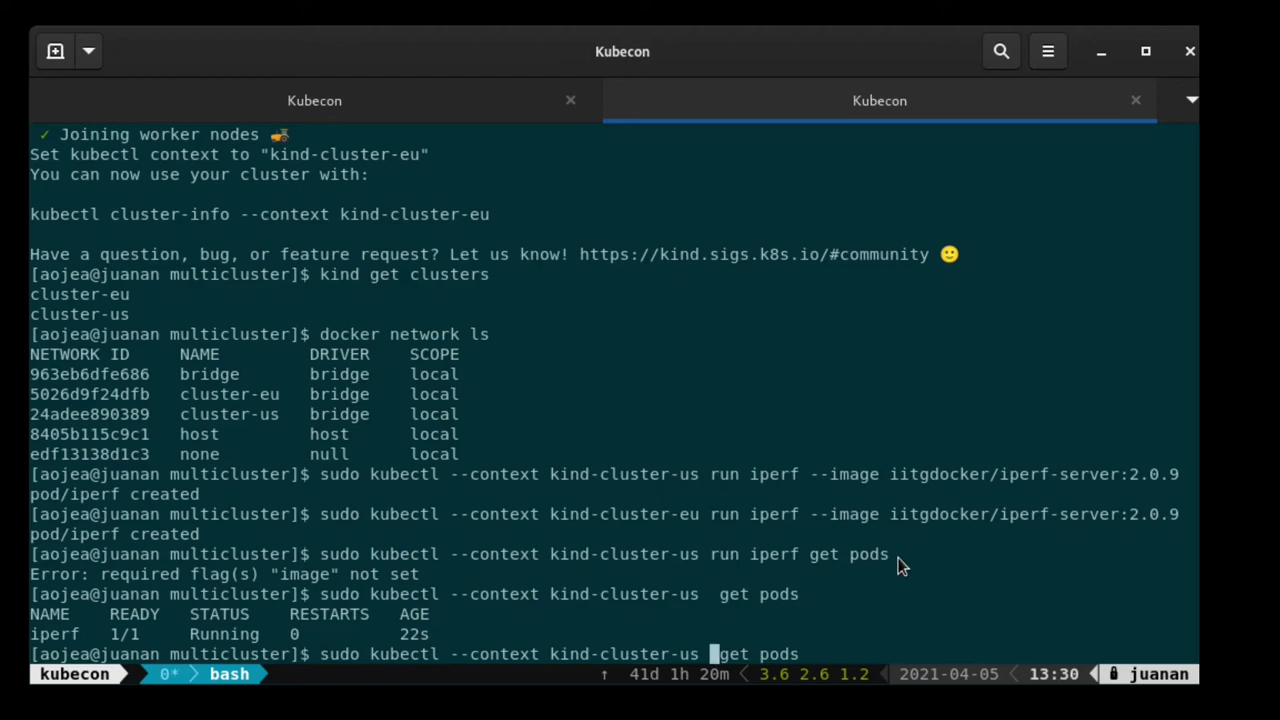 Kubecon
Kubecon
Kubecon
✓ Joining worker nodes 🚜
Set kubectl context to "kind-cluster-eu"
You can now use your cluster with:
kubectl cluster-info --context kind-cluster-eu
Have a question, bug, or feature request? Let us know! https://kind.sigs.k8s.io/#community 🙂
[aojea@juanan multicluster]$ kind get clusters
cluster-eu
cluster-us
[aojea@juanan multicluster]$ docker network ls
NETWORK ID NAME DRIVER SCOPE
963eb6dfe686 bridge bridge local
5026d9f24dfb cluster-eu bridge local
24adee890389 cluster-us bridge local
8405b115c9c1 host host local
edf13138d1c3 none null local
[aojea@juanan multicluster]$ sudo kubectl --context kind-cluster-us run iperf --image iitgdocker/iperf-server:2.0.9
pod/iperf created
[aojea@juanan multicluster]$ sudo kubectl --context kind-cluster-eu run iperf --image iitgdocker/iperf-server:2.0.9
pod/iperf created
[aojea@juanan multicluster]$ sudo kubectl --context kind-cluster-us run iperf get pods
Error: required flag(s) "image" not set
[aojea@juanan multicluster]$ sudo kubectl --context kind-cluster-us  get pods
NAME READY STATUS RESTARTS AGE
iperf 1/1 Running 0 22s
[aojea@juanan multicluster]$ sudo kubectl --context kind-cluster-us  get pods
kubecon 0* bash ↑ 41d 1h 20m 3.6 2.6 1.2 2021-04-05 13:30 juanan